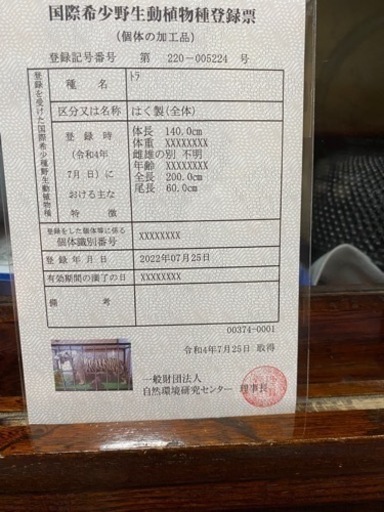 国際希少野生動植物種登録票
(個体の加工品)
登録記号番号 第 220-005224 号
登録を受けた国際希少野生動植物種
種名 トラ
区分又は名称 はく製(全体)
登録時
(令和4年
7月 日)に
おける主な
特徴
体長 140.0cm
体重 XXXXXXXX
雌雄の別 不明
年齢 XXXXXXXX
全長 200.0cm
尾長 60.0cm
登録をした個体等に係る
個体識別番号 XXXXXXXX
登録年月日 2022年07月25日
有効期間の満了の日 XXXXXXXX
備考
00374-0001
令和4年7月25日 取得
一般財団法人
自然環境研究センター 理事長